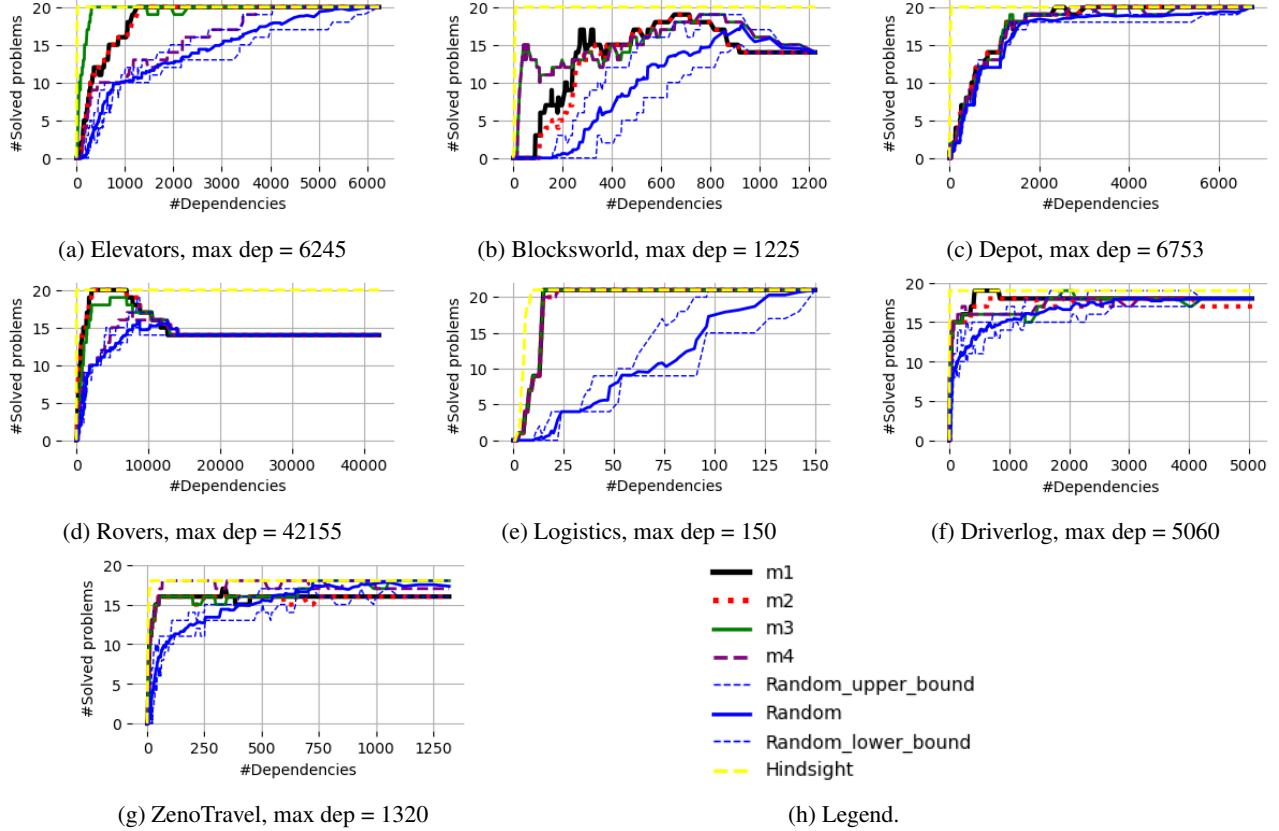 #Solved problems
20
15
10
5
0
0 1000 2000 3000 4000 5000 6000
#Dependencies
(a) Elevators, max dep = 6245
#Solved problems
20
15
10
5
0
0 200 400 600 800 1000 1200
#Dependencies
(b) Blocksworld, max dep = 1225
#Solved problems
20
15
10
5
0
0 2000 4000 6000
#Dependencies
(c) Depot, max dep = 6753
#Solved problems
20
15
10
5
0
0 10000 20000 30000 40000
#Dependencies
(d) Rovers, max dep = 42155
#Solved problems
20
15
10
5
0
0 25 50 75 100 125 150
#Dependencies
(e) Logistics, max dep = 150
#Solved problems
20
15
10
5
0
0 1000 2000 3000 4000 5000
#Dependencies
(f) Driverlog, max dep = 5060
#Solved problems
20
15
10
5
0
0 250 500 750 1000 1250
#Dependencies
(g) ZenoTravel, max dep = 1320
m1
m2
m3
m4
Random_upper_bound
Random
Random_lower_bound
Hindsight
(h) Legend.